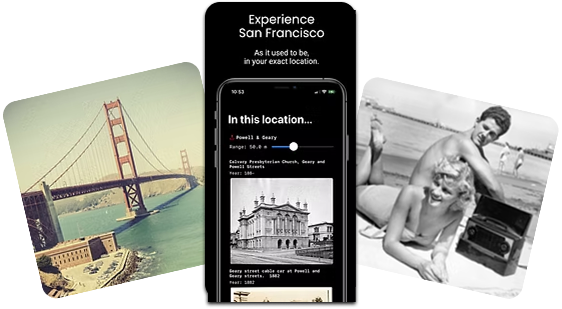 Experience
San Francisco
As it used to be,
in your exact location.
10:53
In this location...
Powell & Geary
Range: 50.0 m
Calvary Presbyterian Church, Geary and
Powell Streets
Year: 188-
Geary street cable car at Powell and
Geary streets. 1882
Year: 1882